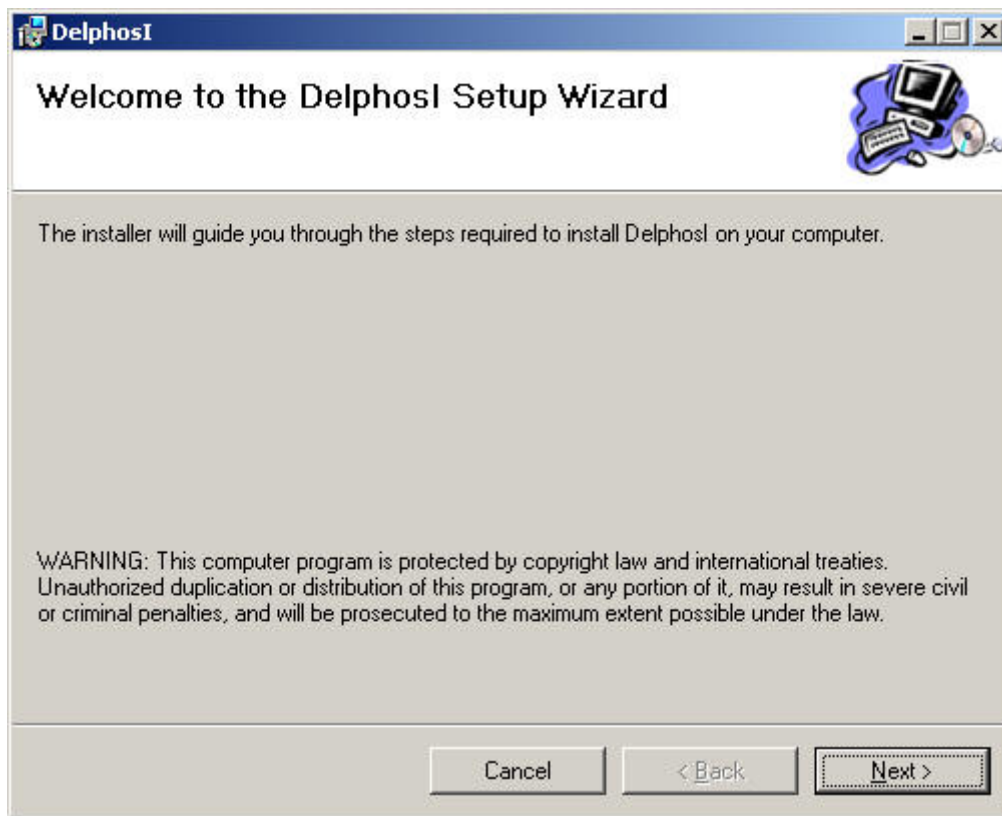 DelphosI
Welcome to the DelphosI Setup Wizard
The installer will guide you through the steps required to install DelphosI on your computer.
WARNING: This computer program is protected by copyright law and international treaties.
Unauthorized duplication or distribution of this program, or any portion of it, may result in severe civil
or criminal penalties, and will be prosecuted to the maximum extent possible under the law.
Cancel
< Back
Next >